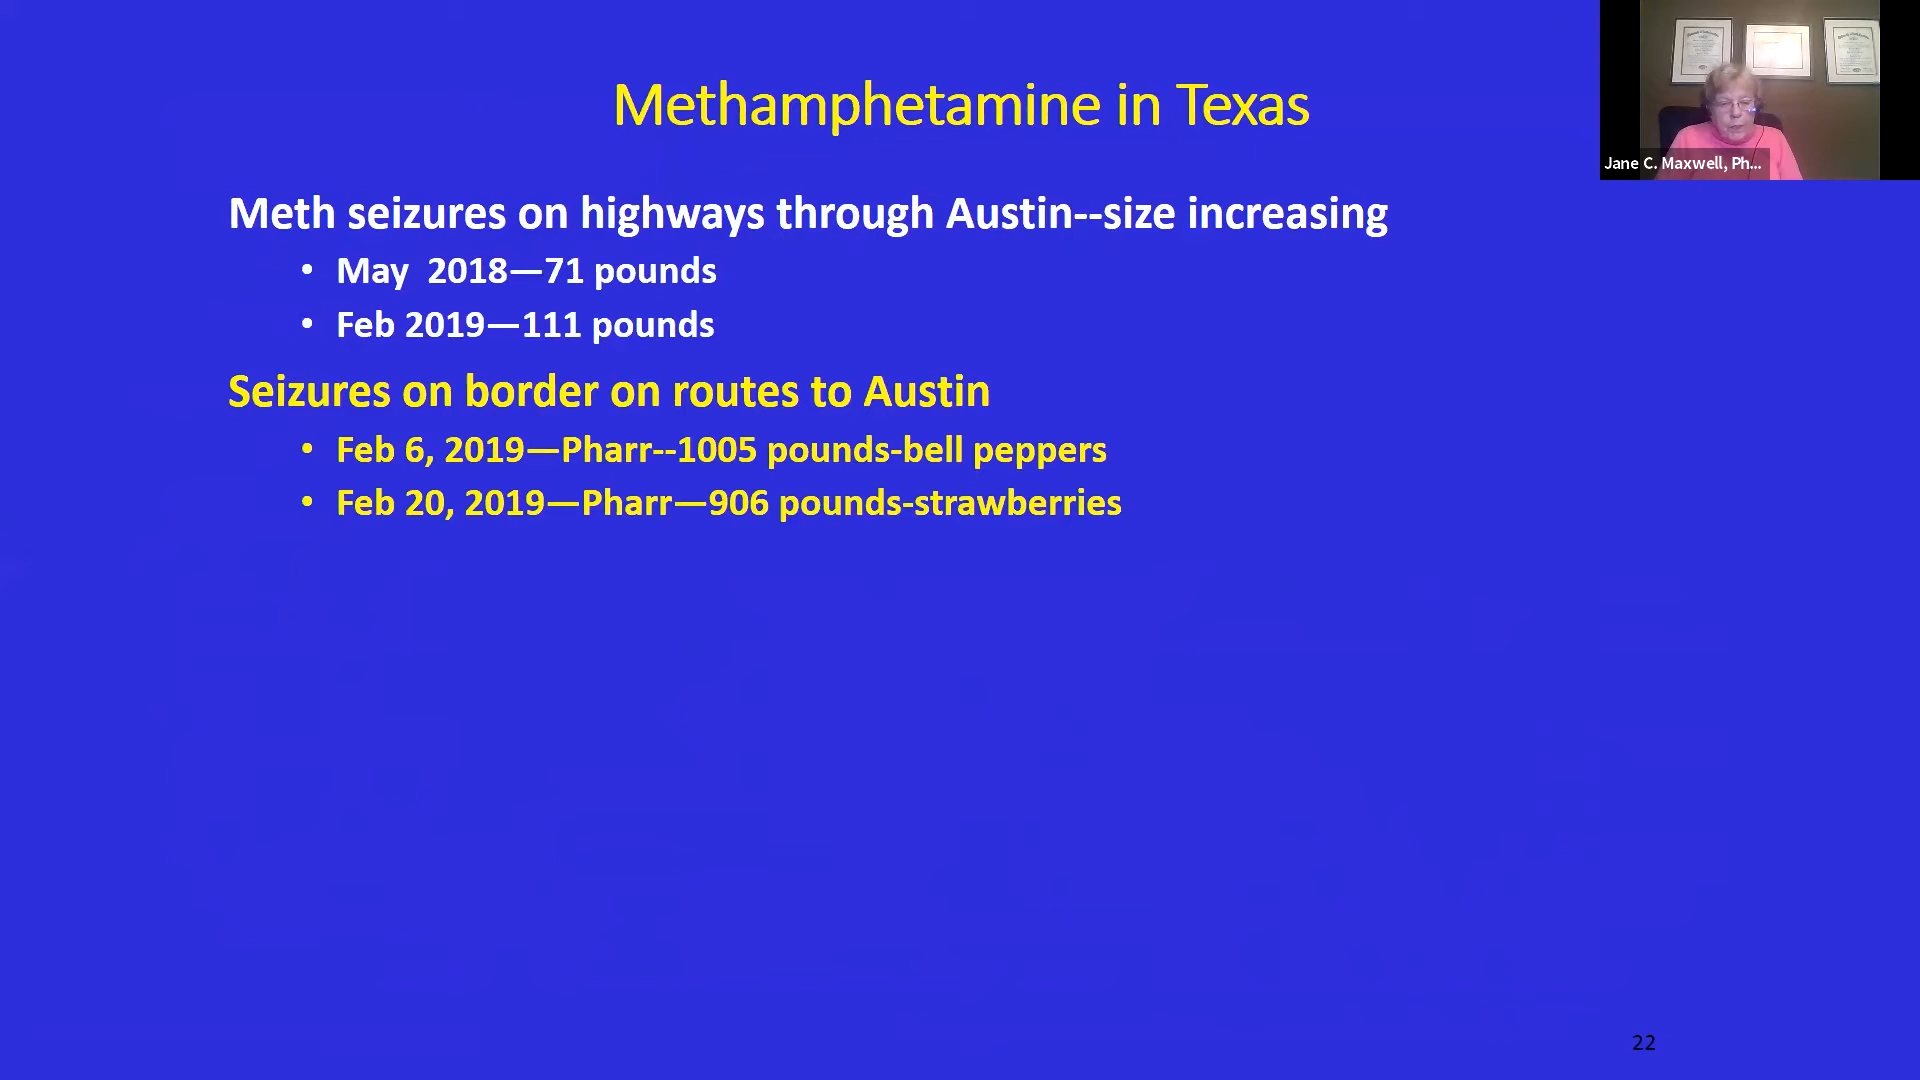 Methamphetamine in Texas
Jane C. Maxwell, Ph...
Meth seizures on highways through Austin--size increasing
• May  2018—71 pounds
• Feb 2019—111 pounds
Seizures on border on routes to Austin
• Feb 6, 2019—Pharr--1005 pounds-bell peppers
• Feb 20, 2019—Pharr—906 pounds-strawberries
22